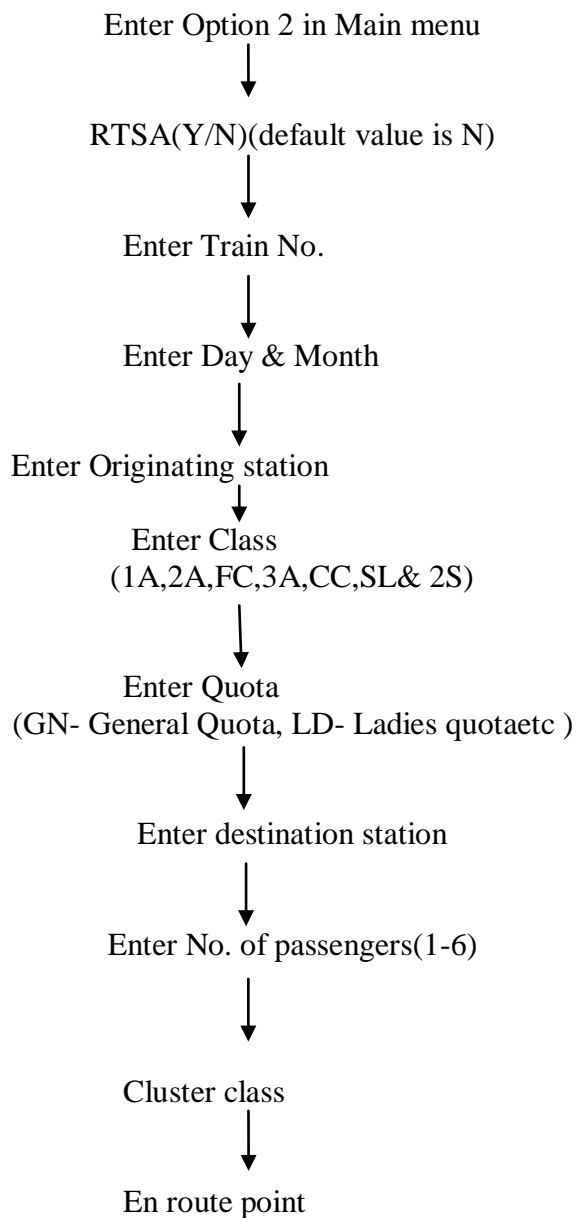 Enter Option 2 in Main menu
RTSA(Y/N)(default value is N)
Enter Train No.
Enter Day & Month
Enter Originating station
Enter Class
(1A,2A,FC,3A,CC,SL& 2S)
Enter Quota
(GN- General Quota, LD- Ladies quotaetc )
Enter destination station
Enter No. of passengers(1-6)
Cluster class
En route point